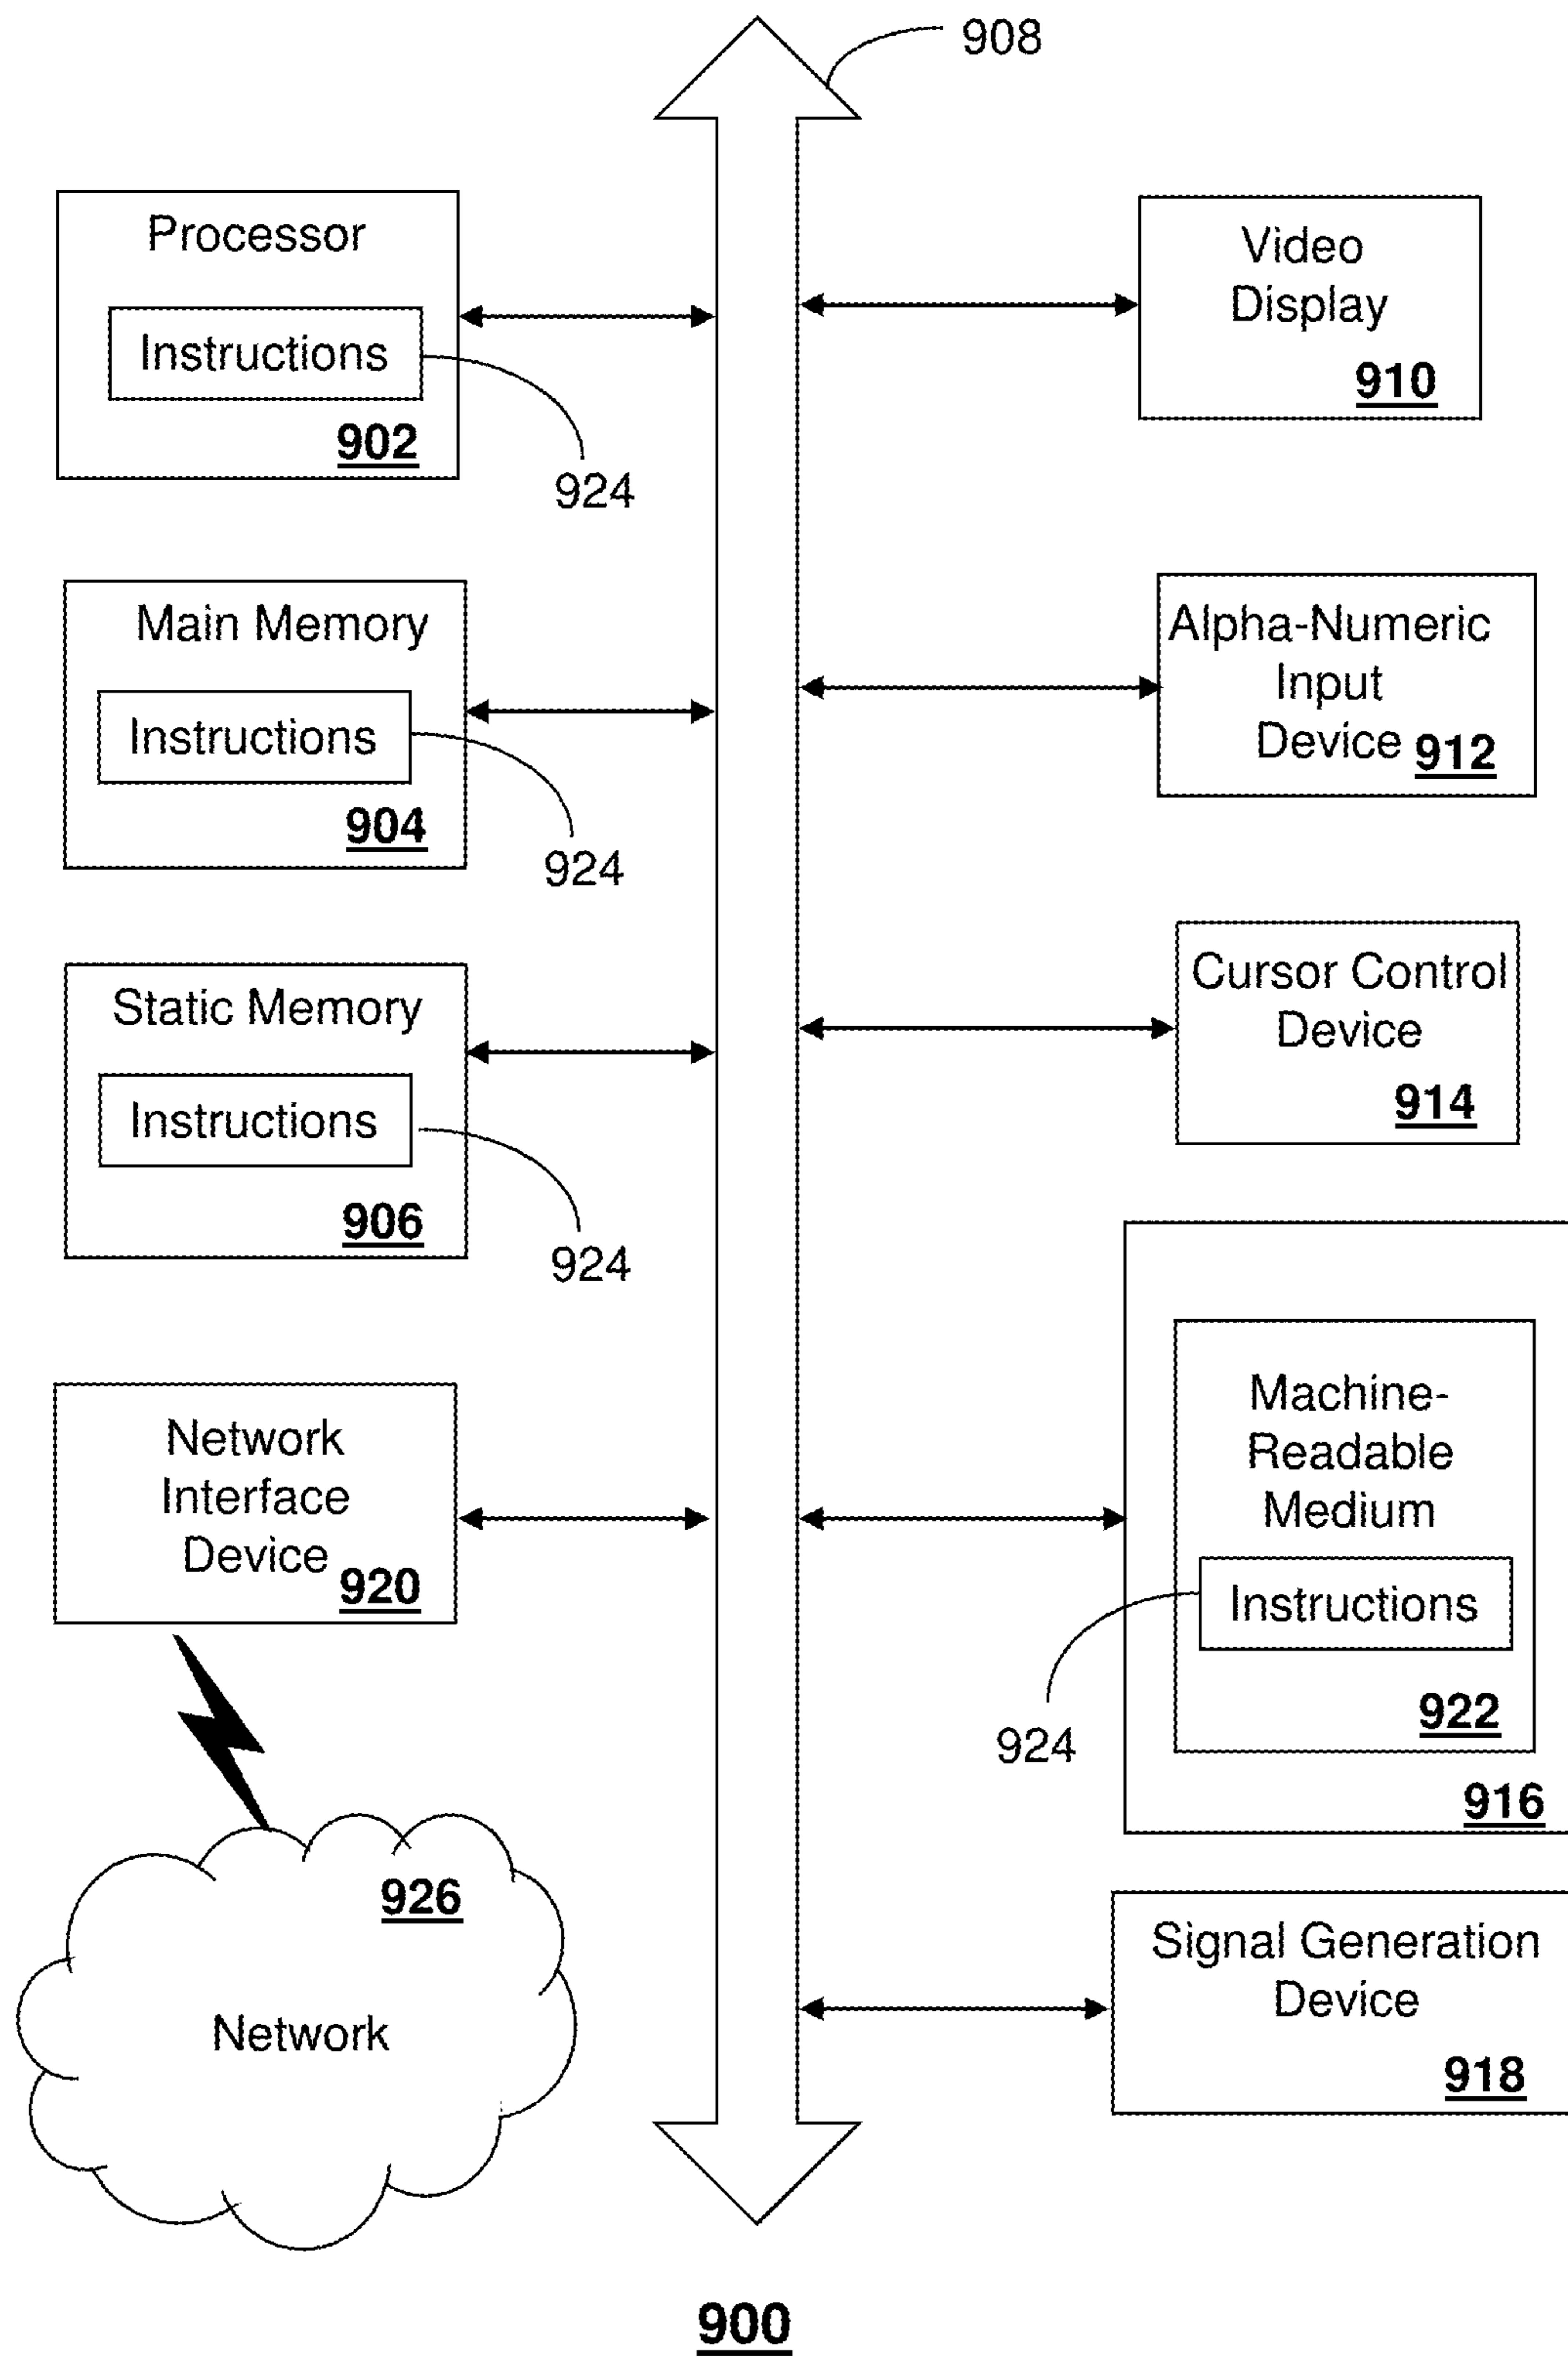 908
Processor
Instructions
902
924
Main Memory
Instructions
904
924
Static Memory
Instructions
906
924
Network
Interface
Device
920
926
Network
Video
Display
910
Alpha-Numeric
Input
Device
912
Cursor Control
Device
914
Machine-
Readable
Medium
Instructions
922
924
916
Signal Generation
Device
918
900